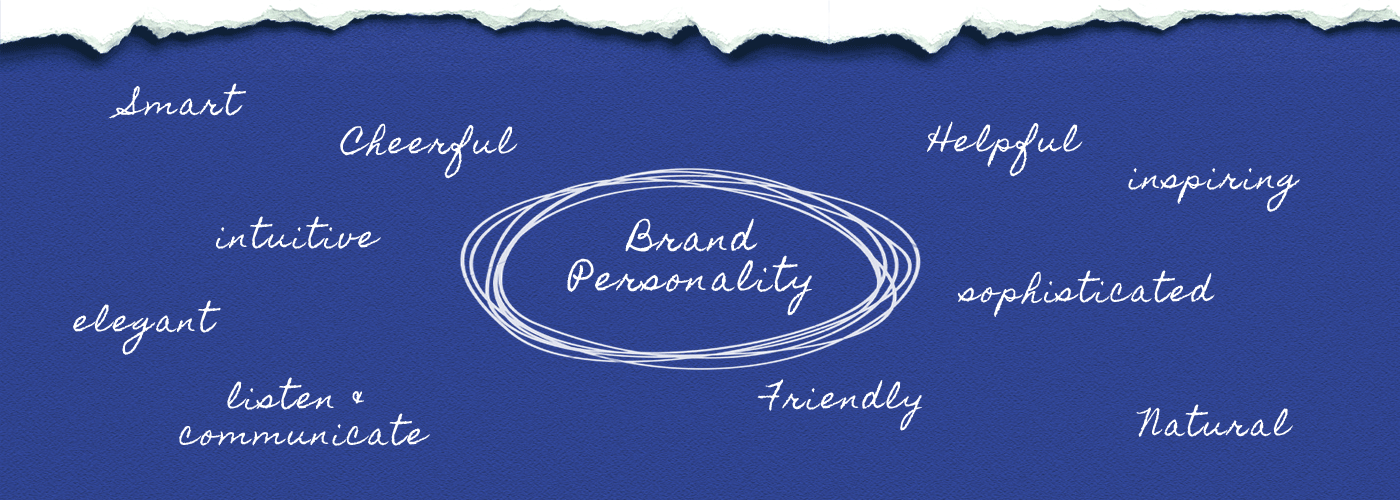 Smart
Cheerful
Helpful
inspiring
intuitive
Brand
Personality
sophisticated
elegant
listen &
communicate
Friendly
Natural